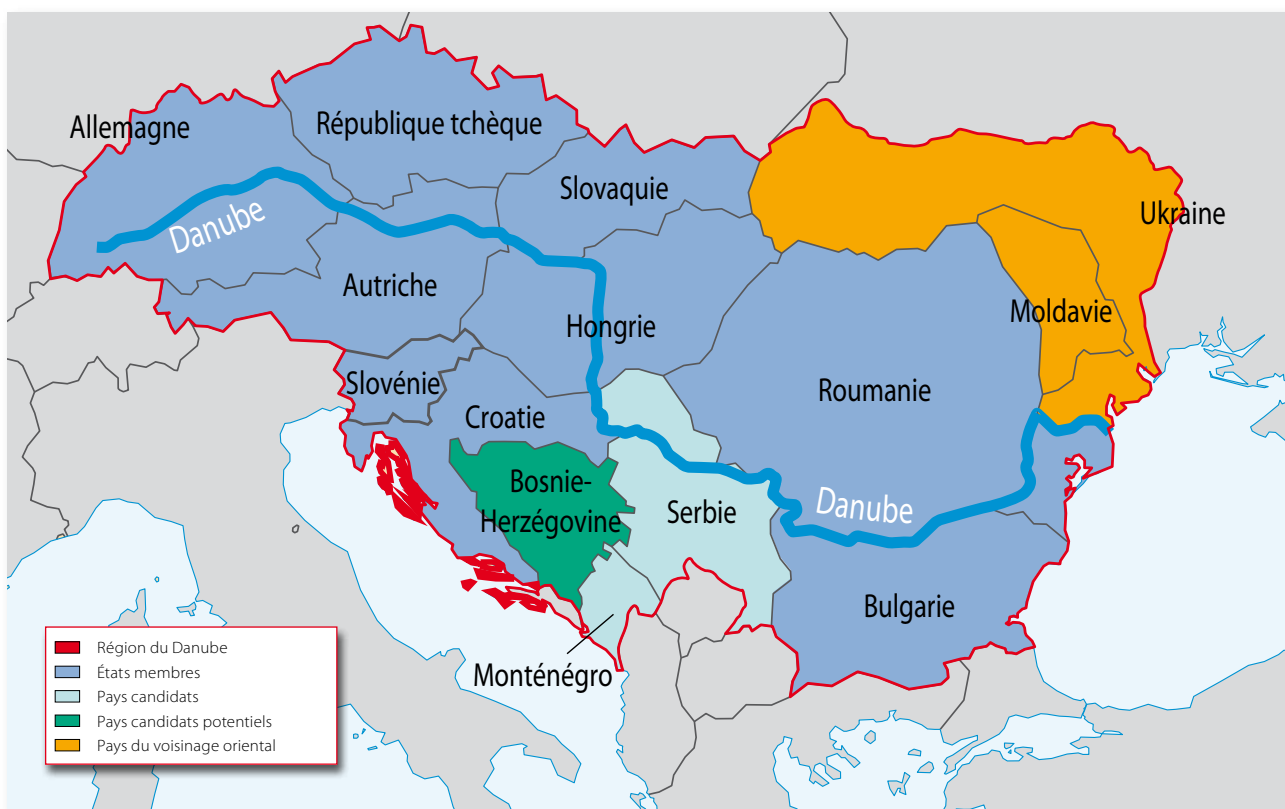 Allemagne
République tchèque
Slovaquie
Ukraine
Danube
Autriche
Hongrie
Moldavie
Slovénie
Roumanie
Croatie
Bosnie-
Herzégovine
Serbie
Danube
Bulgarie
Monténégro
Région du Danube
États membres
Pays candidats
Pays candidats potentiels
Pays du voisinage oriental